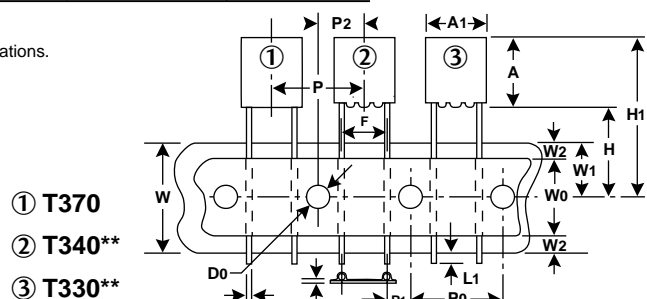 ations.
P2
A1
① ② ③
P
A
H1
F
H
W2
W1
W
W0
① T370
② T340**
W2
D0
L1
③ T330**